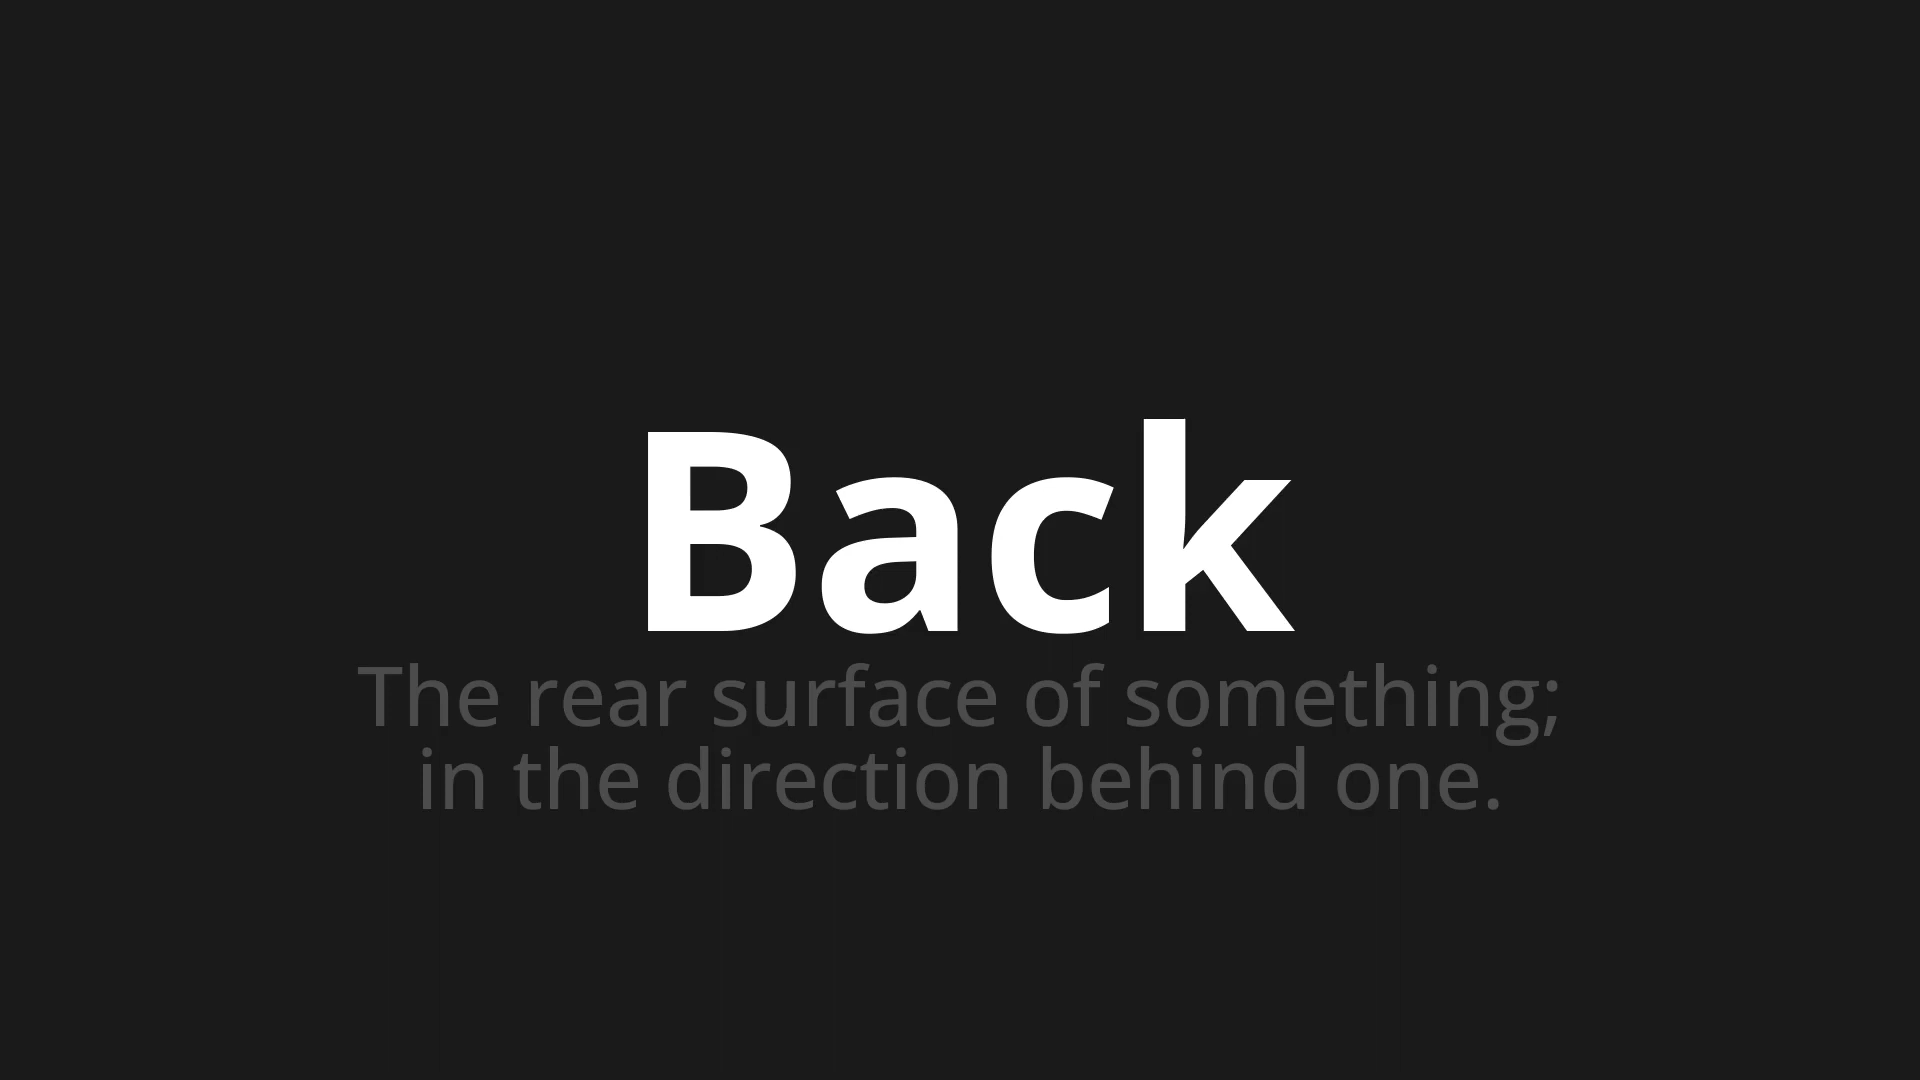 Back
The rear surface of something;
in the direction behind one.